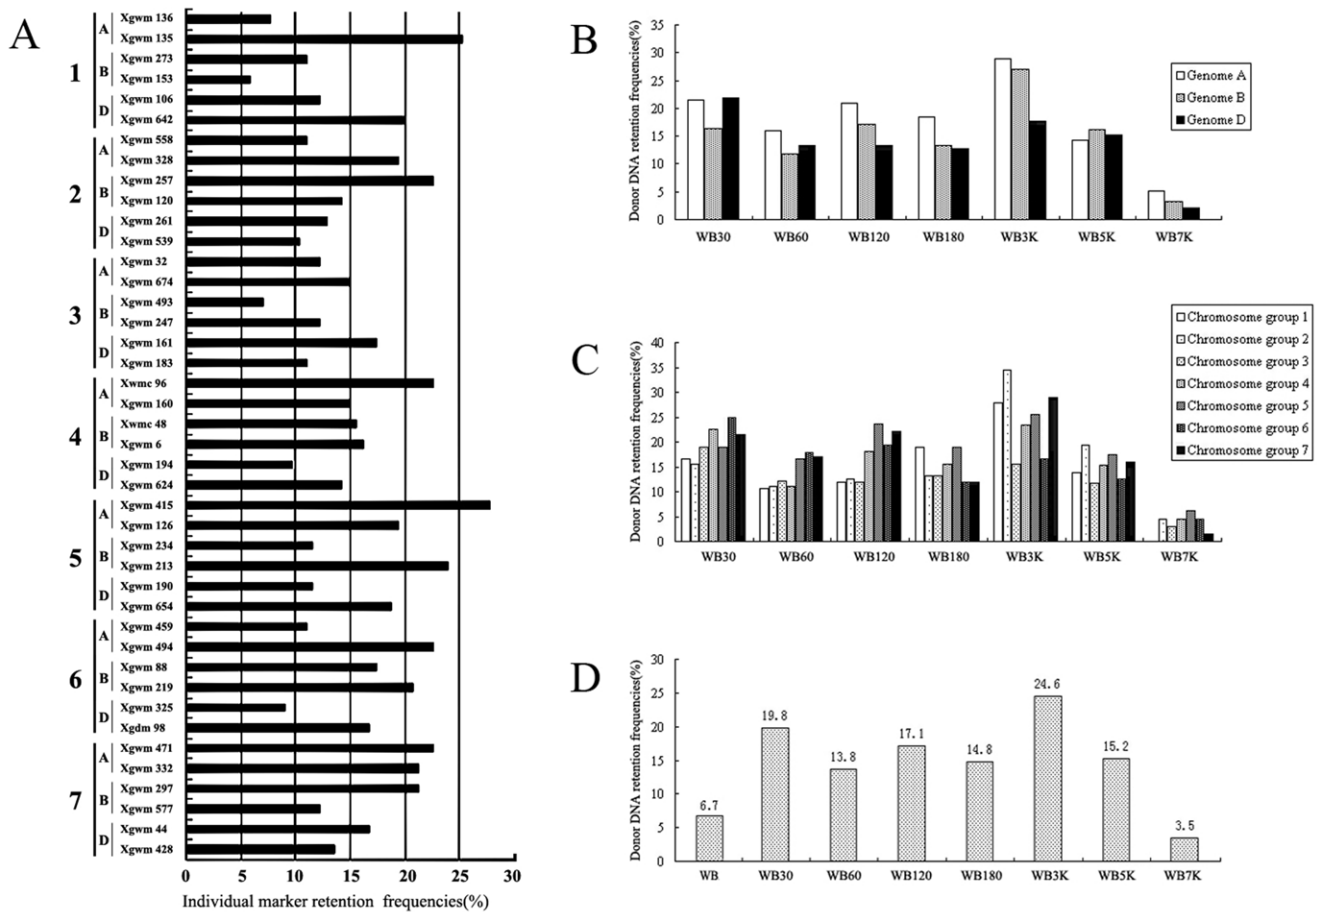 A
1
A
Xgwm 136
Xgwm 135
B
Xgwm 273
Xgwm 153
D
Xgwm 106
Xgwm 642
2
A
Xgwm 558
Xgwm 328
B
Xgwm 257
Xgwm 120
D
Xgwm 261
Xgwm 539
3
A
Xgwm 32
Xgwm 674
B
Xgwm 493
Xgwm 247
D
Xgwm 161
Xgwm 183
4
A
Xwmc 96
Xgwm 160
B
Xwmc 48
Xgwm 6
D
Xgwm 194
Xgwm 624
5
A
Xgwm 415
Xgwm 126
B
Xgwm 234
Xgwm 213
D
Xgwm 190
Xgwm 654
6
A
Xgwm 459
Xgwm 494
B
Xgwm 88
Xgwm 219
D
Xgwm 325
Xgdm 98
7
A
Xgwm 471
Xgwm 332
B
Xgwm 297
Xgwm 577
D
Xgwm 44
Xgwm 428
0 5 10 15 20 25 30
Individual marker retention frequencies(%)
B
Donor DNA retention frequencies(%)
35
30
25
20
15
10
5
0
WB30 WB60 WB120 WB180 WB3K WB5K WB7K
Genome A
Genome B
Genome D
C
Donor DNA retention frequencies(%)
40
35
30
25
20
15
10
5
0
WB30 WB60 WB120 WB180 WB3K WB5K WB7K
Chromosome group 1
Chromosome group 2
Chromosome group 3
Chromosome group 4
Chromosome group 5
Chromosome group 6
Chromosome group 7
D
Donor DNA retention frequencies(%)
30
25
20
15
10
5
0
6.7 19.8 13.8 17.1 14.8 24.6 15.2 3.5
WB WB30 WB60 WB120 WB180 WB3K WB5K WB7K